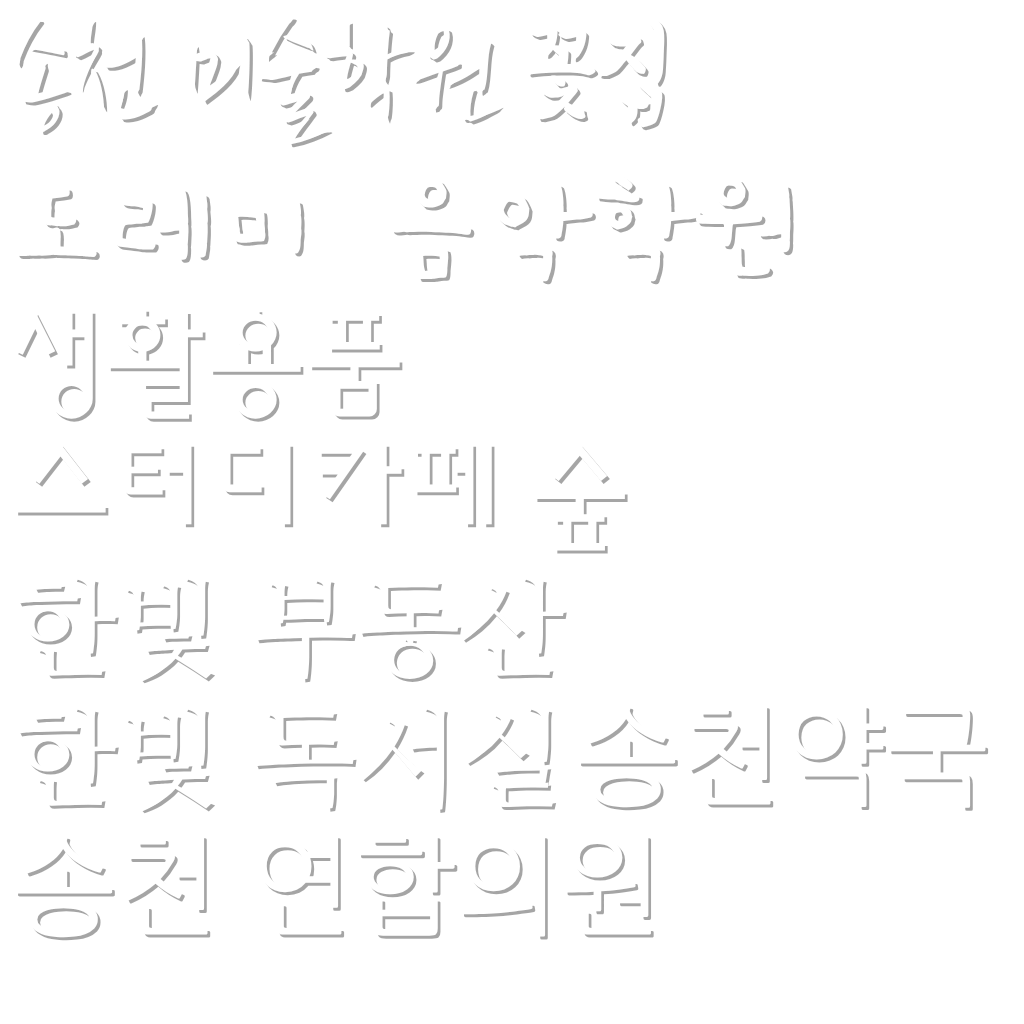 송천 미술학원 꽃집
도레미 음악학원
생활용품
스터디카페 숲
한빛 부동산
한빛 독서실송천약국
송천 연합의원